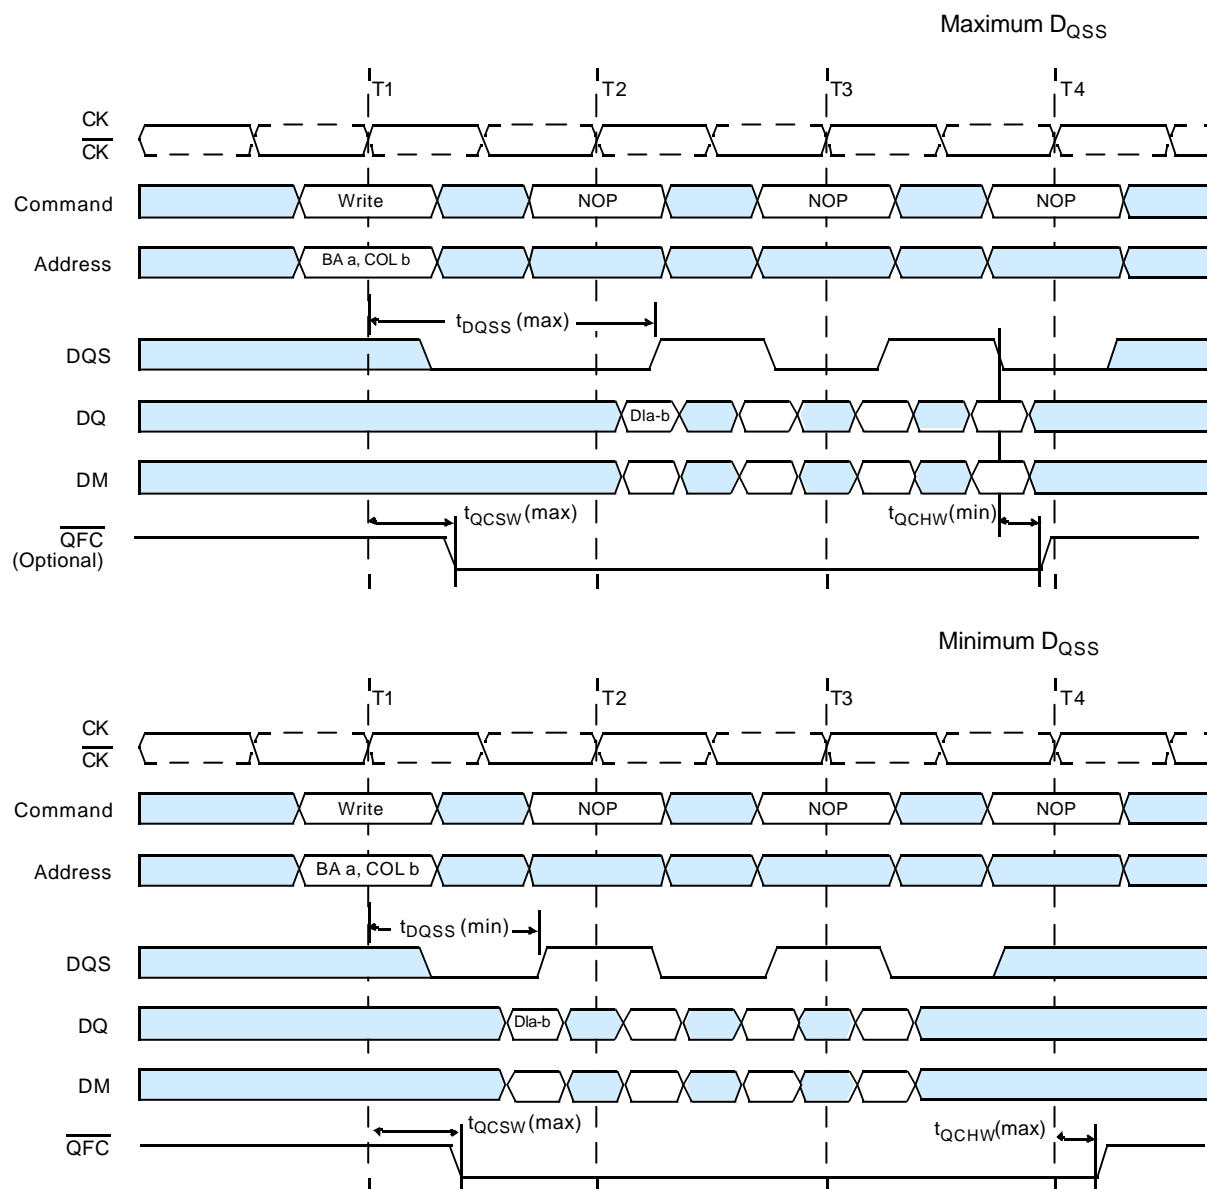 Maximum DQSS
T1 T2 T3 T4
CK
CK
Command Write NOP NOP NOP
Address BA a, COL b
tDQSS (max)
DQS
DQ DIa-b
DM
tQCSW(max) tQCHW(min)
QFC
(Optional)
Minimum DQSS
T1 T2 T3 T4
CK
CK
Command Write NOP NOP NOP
Address BA a, COL b
tDQSS (min)
DQS
DQ DIa-b
DM
tQCSW(max) tQCHW(max)
QFC